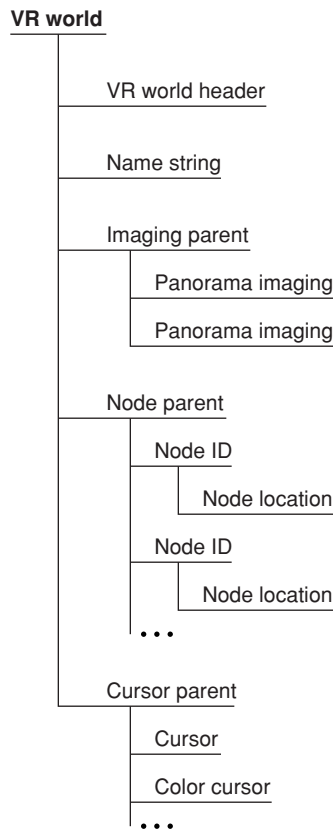 VR world
VR world header
Name string
Imaging parent
Panorama imaging
Panorama imaging
Node parent
Node ID
Node location
Node ID
Node location
...
Cursor parent
Cursor
Color cursor
...